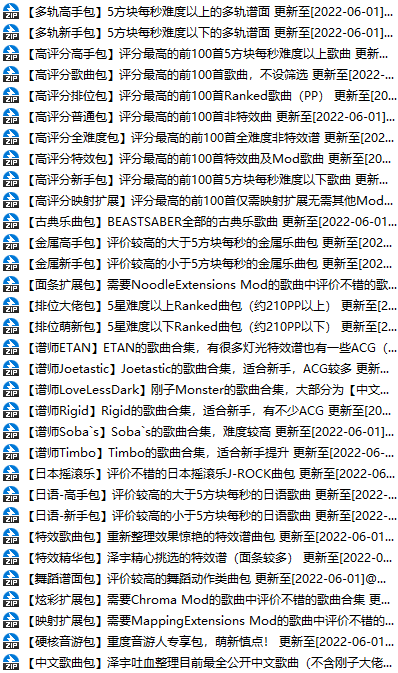 【多轨高手包】5方块每秒难度以上的多轨谱面 更新至[2022-06-01]...
【多轨新手包】5方块每秒难度以下的多轨谱面 更新至[2022-06-01]...
【高评分高手包】评分最高的前100首5方块每秒难度以上歌曲 更新...
【高评分歌曲包】评分最高的前100首歌曲，不设筛选 更新至[2022-...
【高评分排位包】评分最高的前100首Ranked歌曲（PP） 更新至[20...
【高评分普通包】评分最高的前100首非特效曲 更新至[2022-06-01]...
【高评分全难度包】评分最高的前100首全难度非特效谱 更新至[202...
【高评分特效包】评分最高的前100首特效曲及Mod歌曲 更新至[20...
【高评分新手包】评分最高的前100首5方块每秒难度以下歌曲 更新...
【高评分映射扩展】评分最高的前100首仅需映射扩展无需其他Mod...
【古典乐曲包】BEASTSABER全部的古典乐歌曲 更新至[2022-06-01...
【金属高手包】评价较高的大于5方块每秒的金属乐曲包 更新至[202...
【金属新手包】评价较高的小于5方块每秒的金属乐曲包 更新至[202...
【面条扩展包】需要NoodleExtensions Mod的歌曲中评价不错的歌...
【排位大佬包】5星难度以上Ranked曲包（约210PP以上） 更新至[2...
【排位萌新包】5星难度以下Ranked曲包（约210PP以下） 更新至[2...
【谱师ETAN】ETAN的歌曲合集，有很多灯光特效谱也有一些ACG（...
【谱师Joetastic】Joetastic的歌曲合集，适合新手，ACG较多 更新...
【谱师LoveLessDark】刚子Monster的歌曲合集，大部分为【中文...
【谱师Rigid】Rigid的歌曲合集，适合新手，有不少ACG 更新至[20...
【谱师Soba`s】Soba`s的歌曲合集，难度较高 更新至[2022-06-01]...
【谱师Timbo】Timbo的歌曲合集，适合新手提升 更新至[2022-06-...
【日本摇滚乐】评价不错的日本摇滚乐J-ROCK曲包 更新至[2022-06...
【日语-高手包】评价较高的大于5方块每秒的日语歌曲 更新至[2022-...
【日语-新手包】评价较高的小于5方块每秒的日语歌曲 更新至[2022-...
【特效歌曲包】重新整理效果惊艳的特效谱曲包 更新至[2022-06-01...
【特效精华包】泽宇精心挑选的特效谱（面条较多） 更新至[2022-0...
【舞蹈谱面包】评价较高的舞蹈动作类曲包 更新至[2022-06-01]@...
【炫彩扩展包】需要Chroma Mod的歌曲中评价不错的歌曲合集 更...
【映射扩展包】需要MappingExtensions Mod的歌曲中评价不错的...
【硬核音游包】重度音游人专享包，萌新慎点！ 更新至[2022-06-01...
【中文歌曲包】泽宇吐血整理目前最全公开中文歌曲（不含刚子大佬...